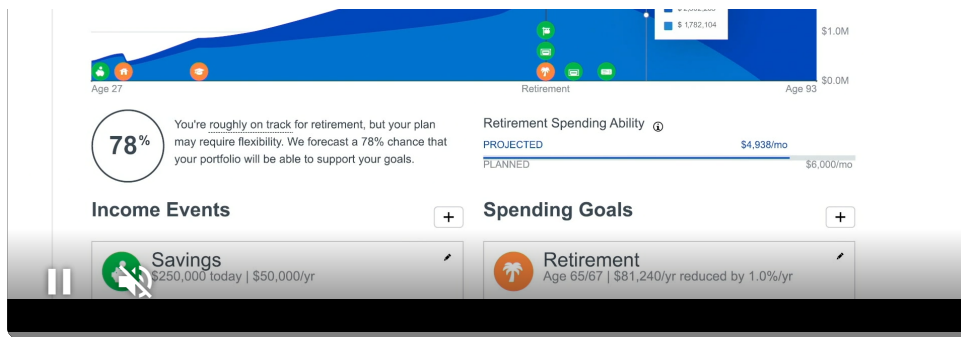 $ 1,782,104
$1.0M
$0.0M
Age 27
Retirement
Age 93
78%
You're roughly on track for retirement, but your plan
may require flexibility. We forecast a 78% chance that
your portfolio will be able to support your goals.
Retirement Spending Ability
PROJECTED
$4,938/mo
PLANNED
$6,000/mo
Income Events
+
Spending Goals
+
Savings
$250,000 today | $50,000/yr
Retirement
Age 65/67 | $81,240/yr reduced by 1.0%/yr